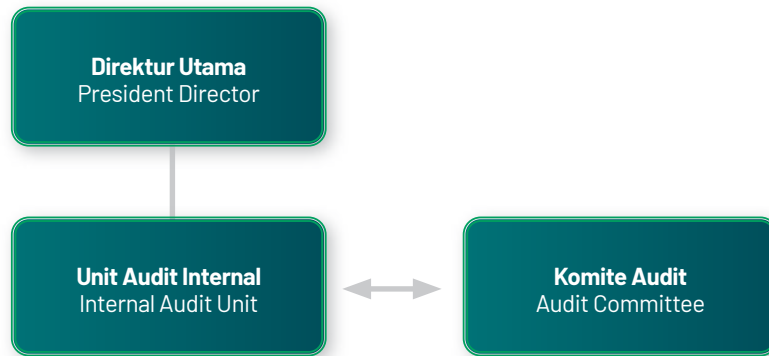 Direktur Utama
President Director
Unit Audit Internal
Internal Audit Unit
Komite Audit
Audit Committee